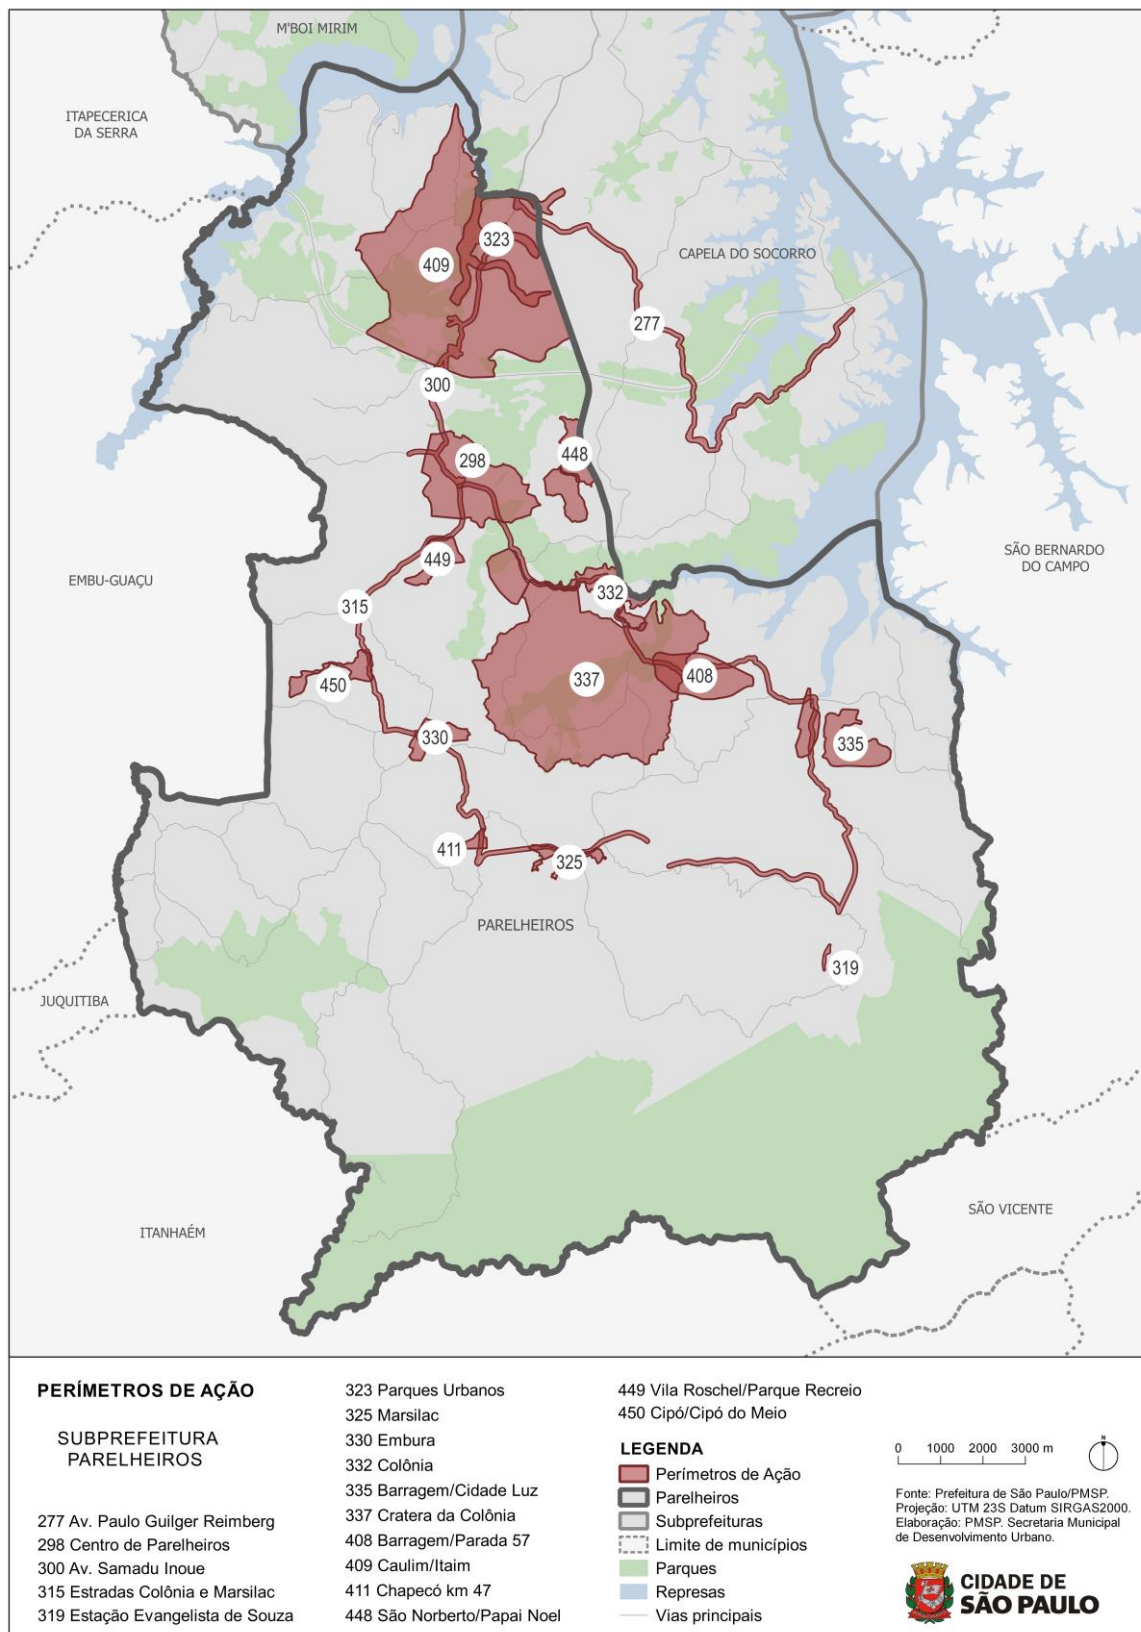 M'BOI MIRIM
ITAPECERICA
DA SERRA
323
409
CAPELA DO SOCORRO
277
300
298
448
449
SÃO BERNARDO
DO CAMPO
EMBU-GUAÇU
332
315
337
408
450
330
335
411
325
PARELHEIROS
319
JUQUITIBA
SÃO VICENTE
ITANHAÉM
PERÍMETROS DE AÇÃO
SUBPREFEITURA
PARELHEIROS
277 Av. Paulo Guilger Reimberg
298 Centro de Parelheiros
300 Av. Samadu Inoue
315 Estradas Colônia e Marsilac
319 Estação Evangelista de Souza
323 Parques Urbanos
325 Marsilac
330 Embura
332 Colônia
335 Barragem/Cidade Luz
337 Cratera da Colônia
408 Barragem/Parada 57
409 Caulim/Itaim
411 Chapecó km 47
448 São Norberto/Papai Noel
449 Vila Roschel/Parque Recreio
450 Cipó/Cipó do Meio
LEGENDA
Perímetros de Ação
Parelheiros
Subprefeituras
Limite de municípios
Parques
Represas
Vias principais
0 1000 2000 3000 m
N
Fonte: Prefeitura de São Paulo/PMSP.
Projeção: UTM 23S Datum SIRGAS2000.
Elaboração: PMSP. Secretaria Municipal
de Desenvolvimento Urbano.
CIDADE DE
SÃO PAULO